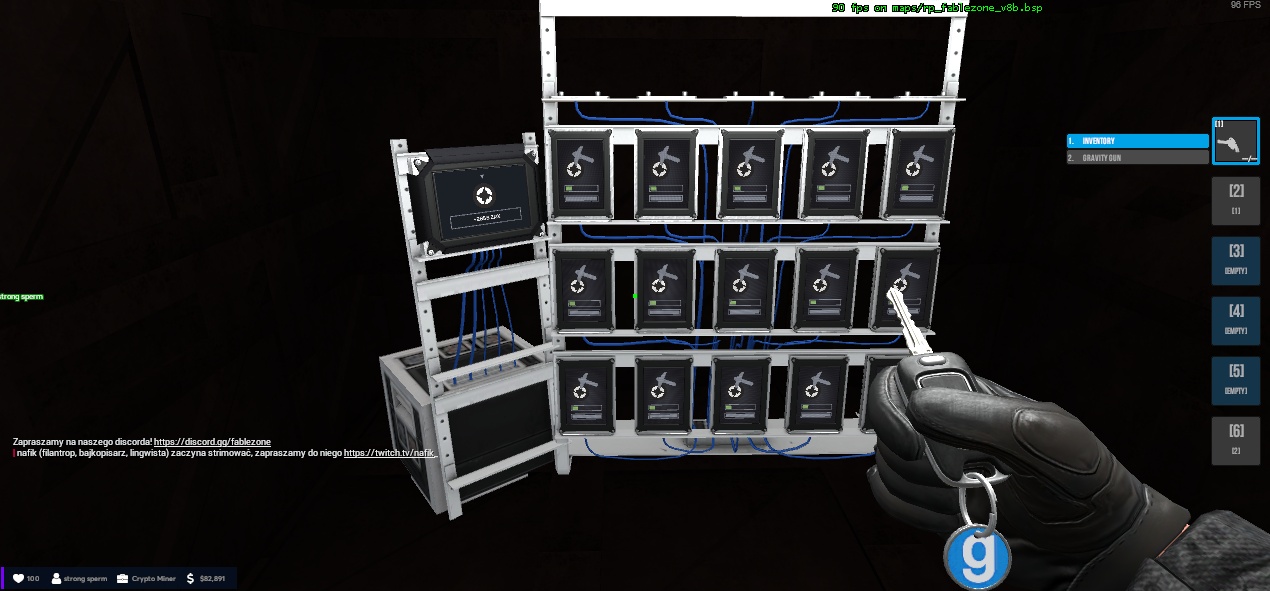 90 fps on maps/rp_fablezone_v8b.bsp
96 FPS
[1]
1. INVENTORY
2. GRAVITY GUN
-/-
[2]
[1]
[3]
[EMPTY]
strong sperm
[4]
[EMPTY]
[5]
[EMPTY]
[6]
[2]
Zapraszamy na naszego discorda! https://discord.gg/fablezone
nafik (filantrop, bajkopisarz, lingwista) zaczyna strimować, zapraszamy do niego https://twitch.tv/nafik_
g
100
strong sperm
Crypto Miner
$ $82,891